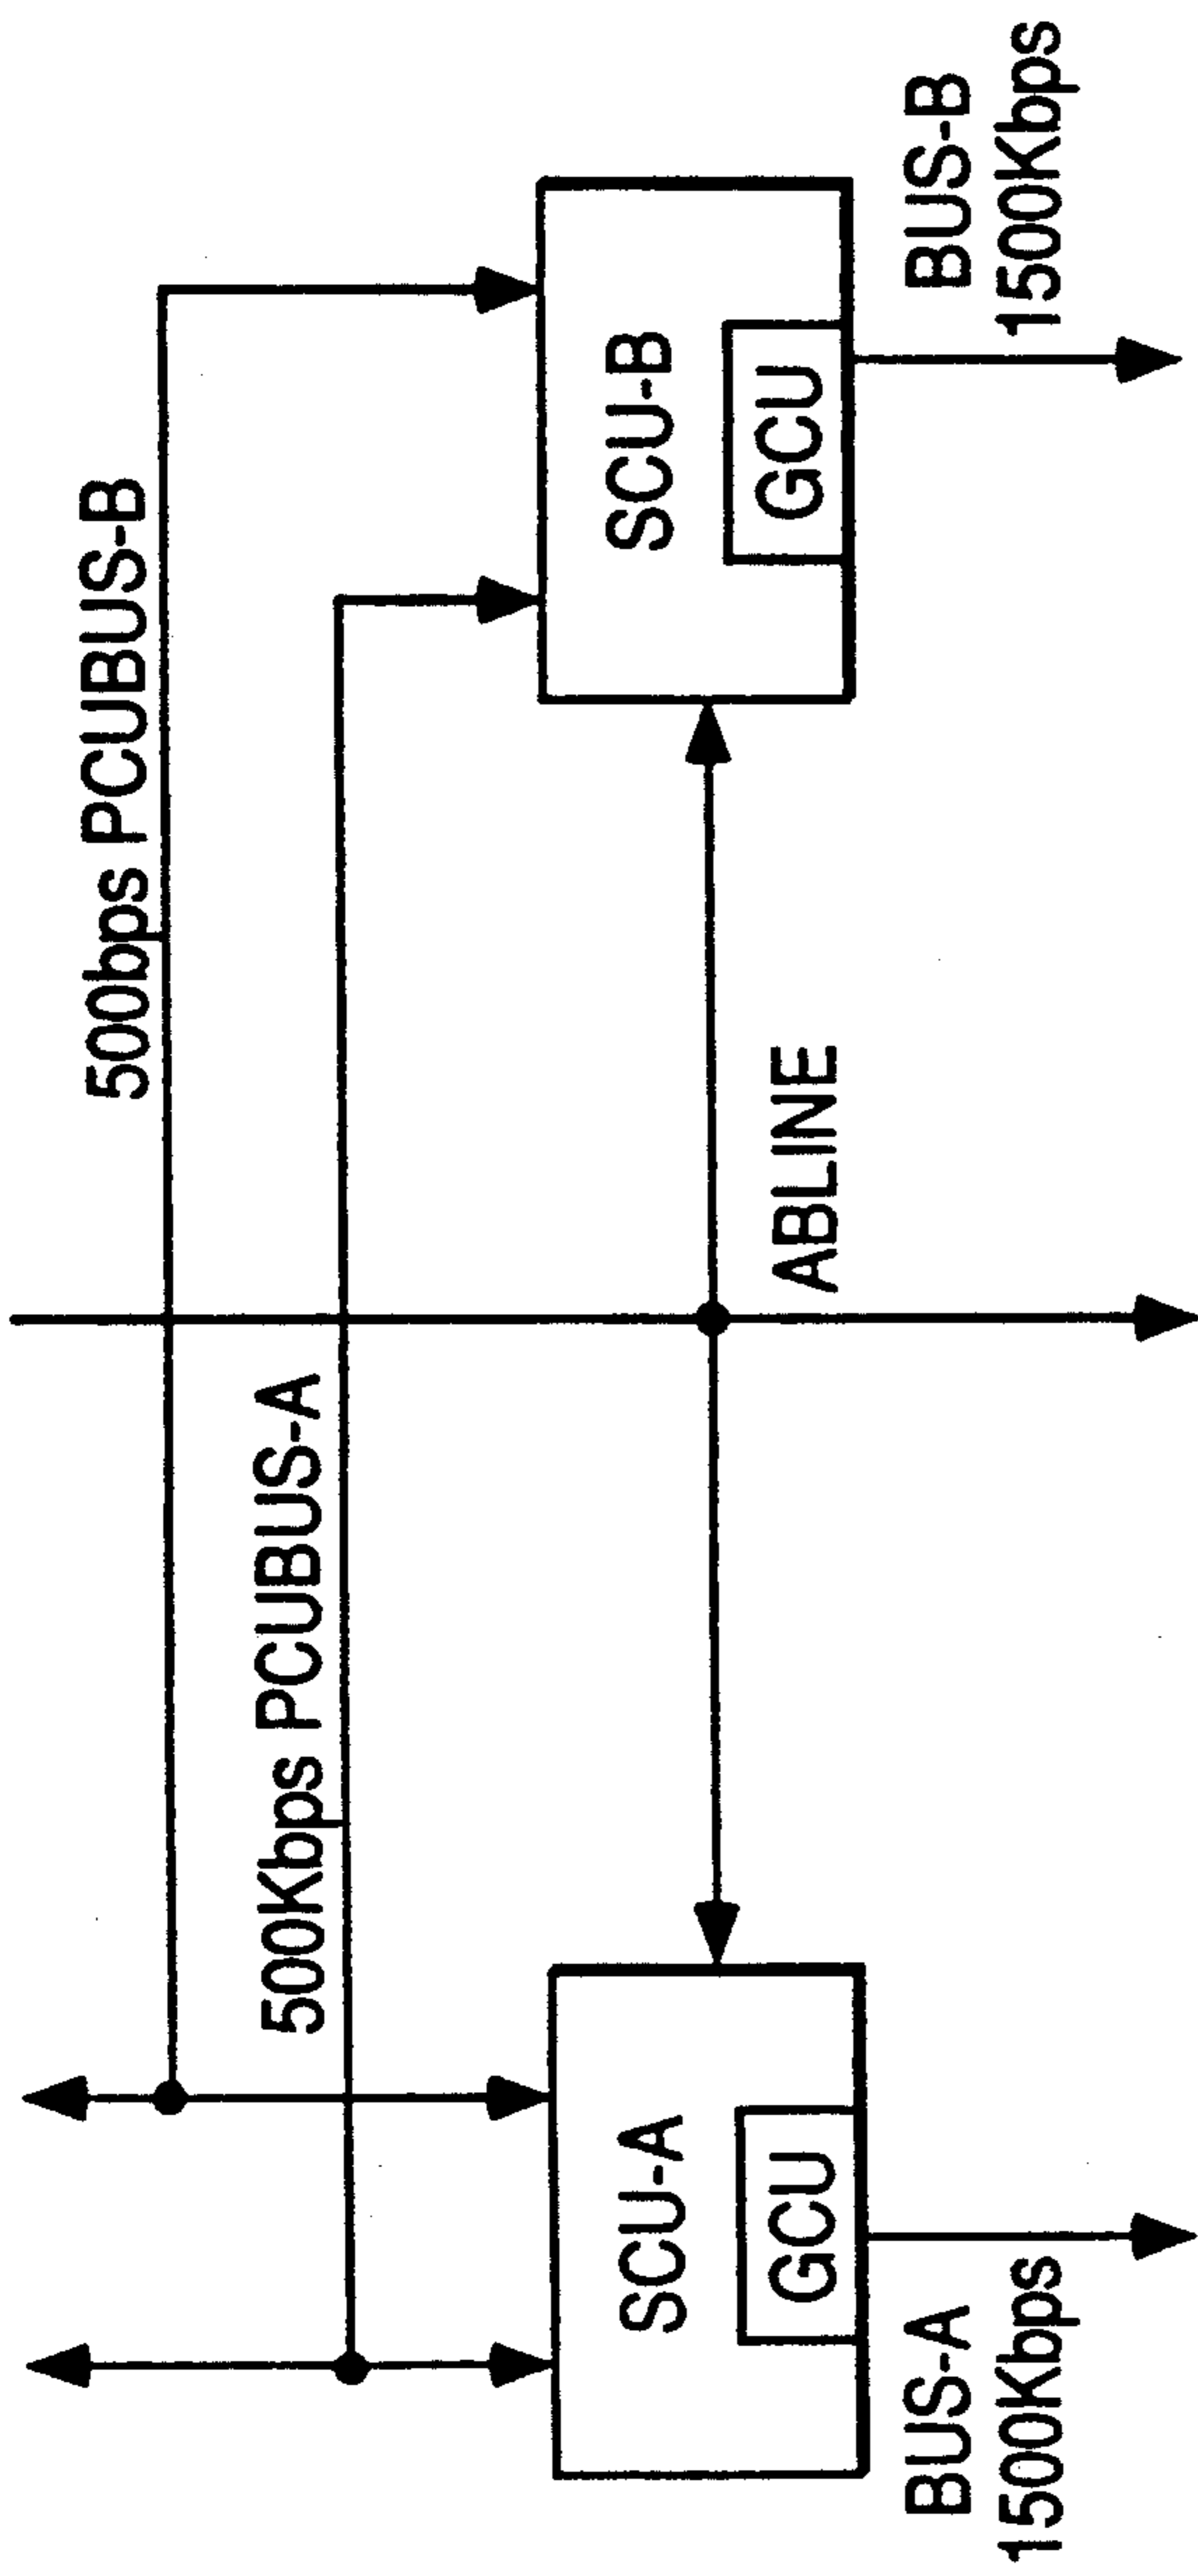 500bps PCUBUS-B
500Kbps PCUBUS-A
SCU-A
GCU
SCU-B
GCU
ABLINE
BUS-A
1500Kbps
BUS-B
1500Kbps